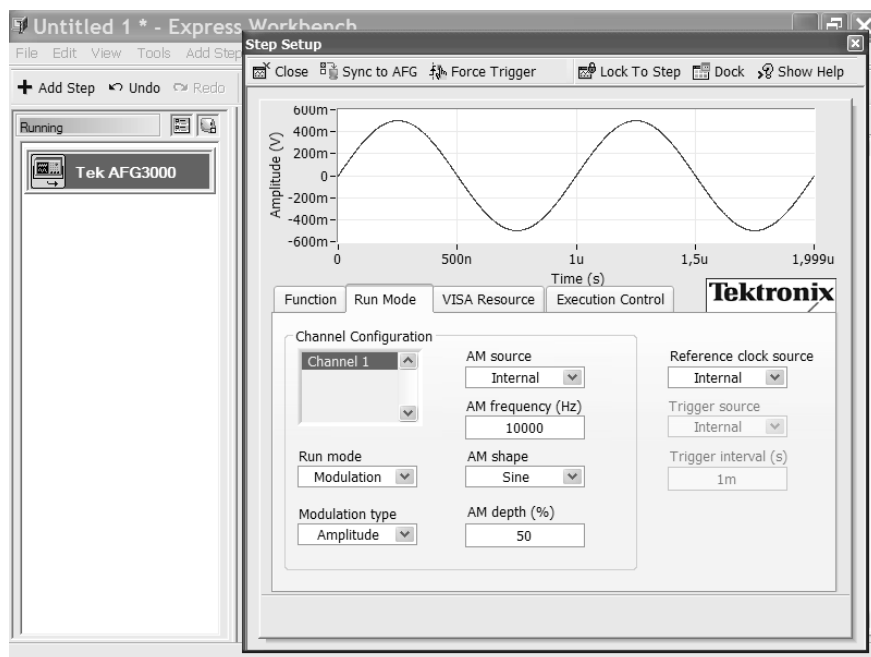 Untitled 1 * - Express Workbench
File Edit View Tools Add Step
Add Step Undo Redo
Running
Tek AFG3000
Step Setup
Close Sync to AFG Force Trigger Lock To Step Dock Show Help
600m
400m
200m
0
-200m
-400m
-600m
Amplitude (V)
0 500n 1u 1,5u 1,999u
Time (s)
Function Run Mode VISA Resource Execution Control
Tektronix
Channel Configuration
Channel 1
AM source
Internal
AM frequency (Hz)
10000
Run mode
Modulation
AM shape
Sine
Modulation type
Amplitude
AM depth (%)
50
Reference clock source
Internal
Trigger source
Internal
Trigger interval (s)
1m